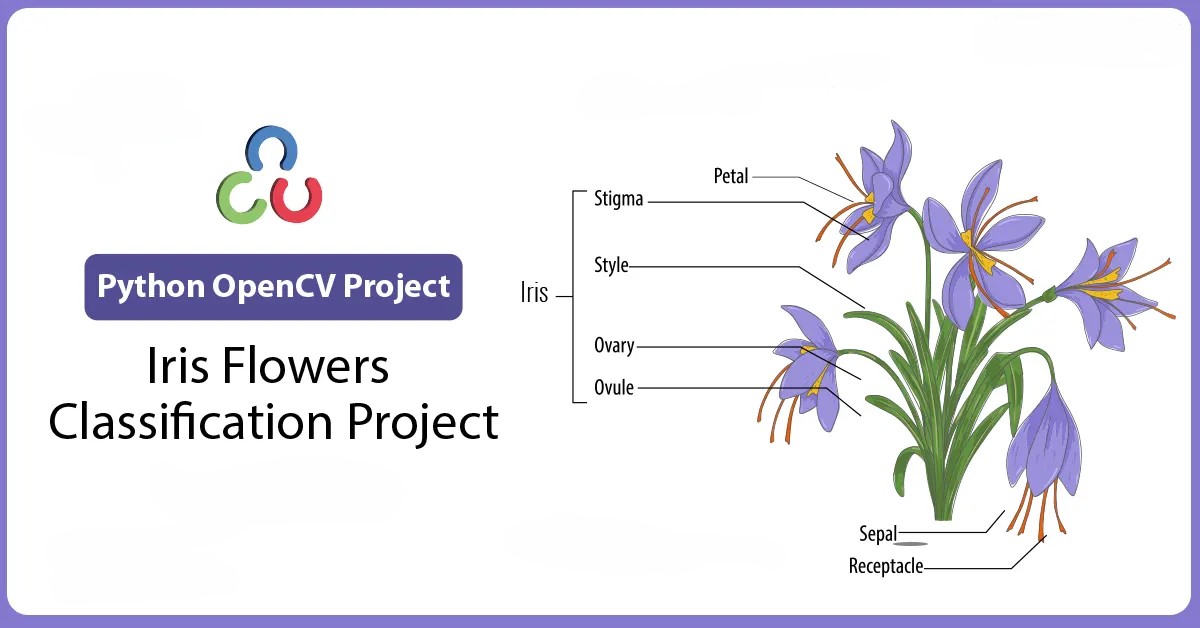 Python OpenCV Project
Iris Flowers
Classification Project
Iris
Petal
Stigma
Style
Ovary
Ovule
Sepal
Receptacle